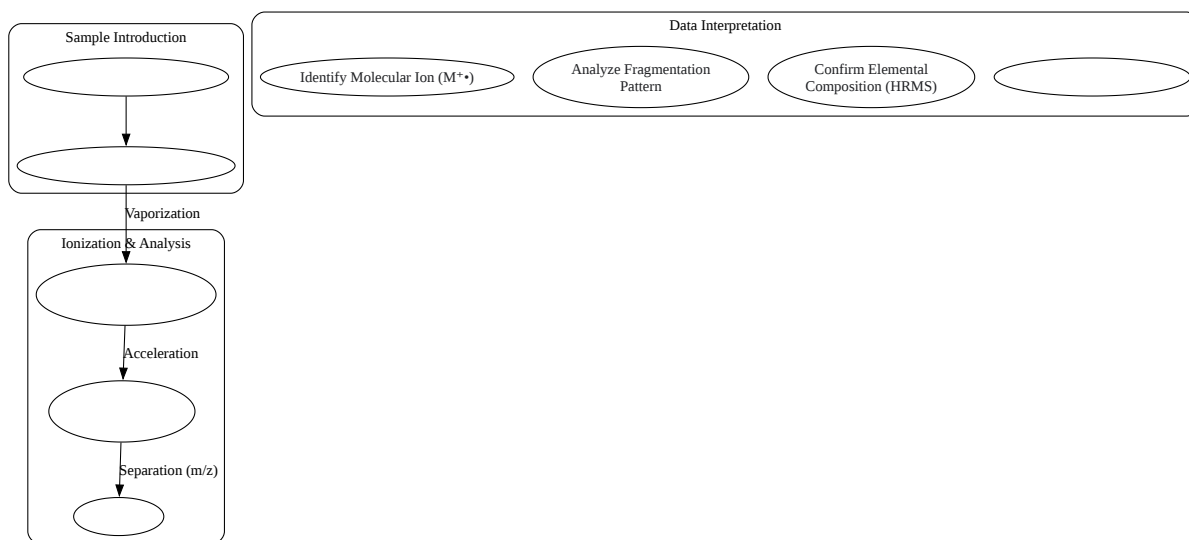 Sample Introduction
Vaporization
Ionization & Analysis
Acceleration
Separation (m/z)
Data Interpretation
Identify Molecular Ion (M⁺•)
Analyze Fragmentation
Pattern
Confirm Elemental
Composition (HRMS)